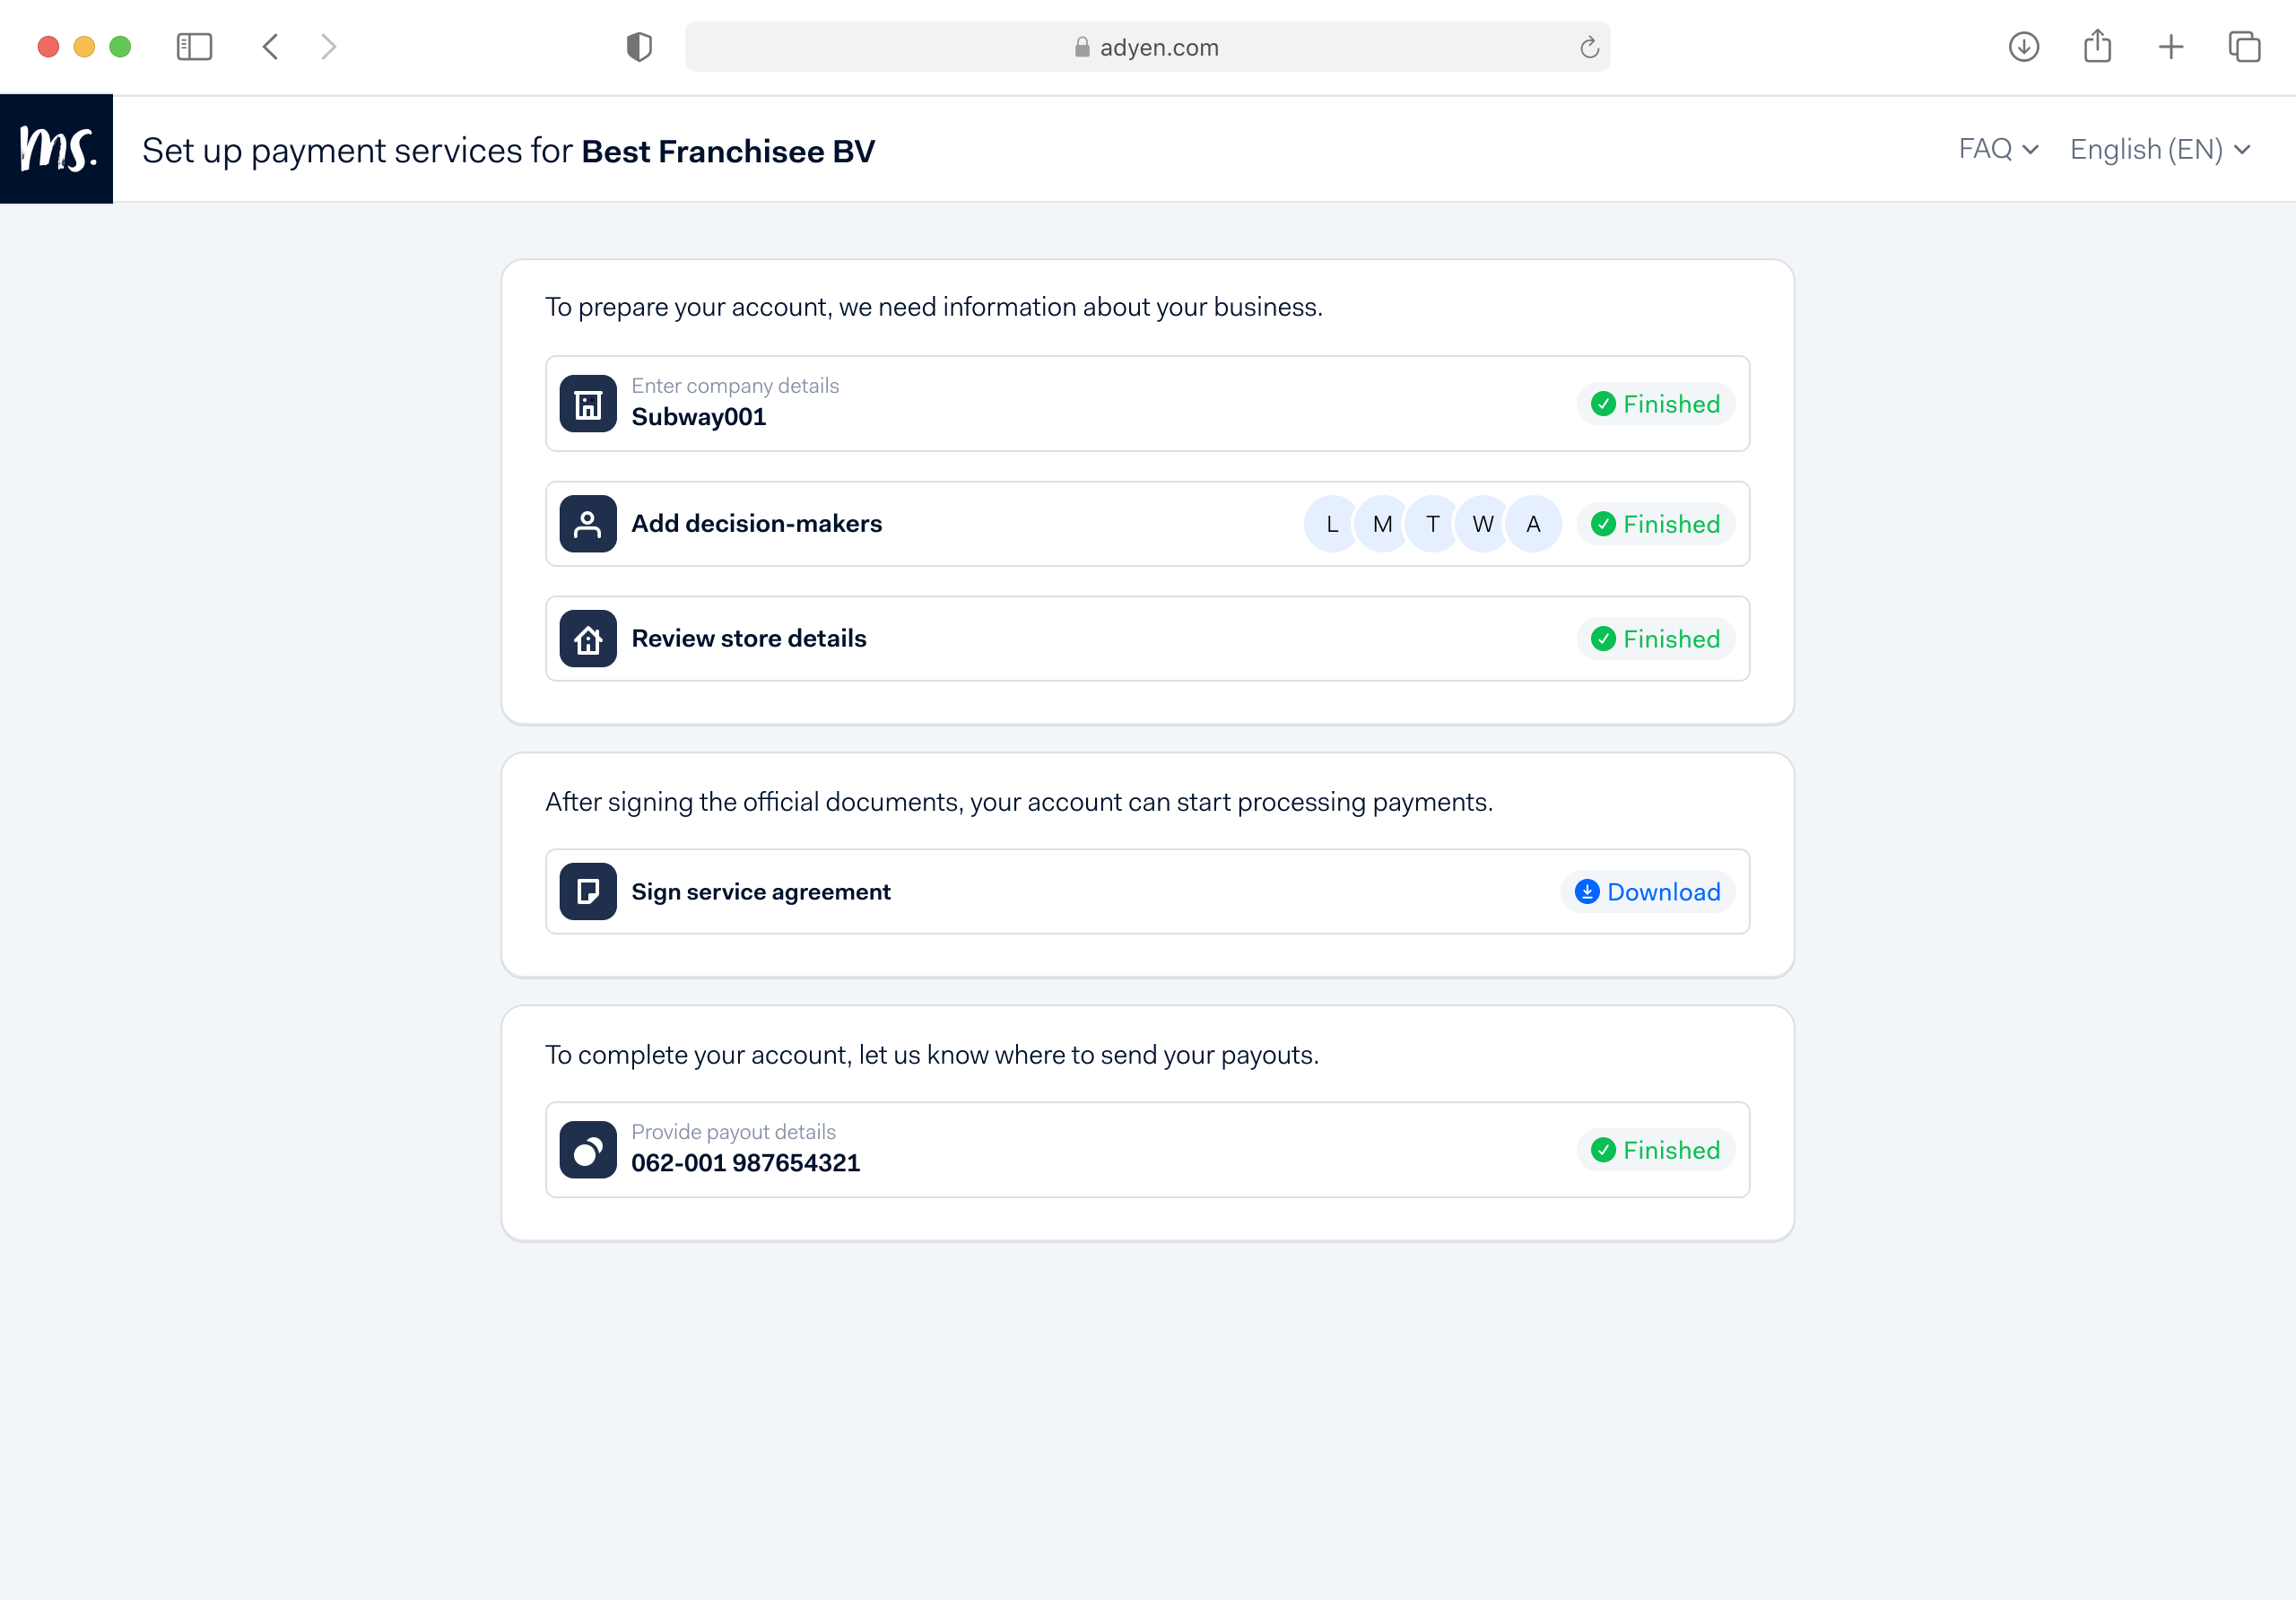 adyen.com
ms.
Set up payment services for Best Franchisee BV
FAQ
English (EN)
To prepare your account, we need information about your business.
Enter company details
Subway001
Finished
Add decision-makers
L M T W A
Finished
Review store details
Finished
After signing the official documents, your account can start processing payments.
Sign service agreement
Download
To complete your account, let us know where to send your payouts.
Provide payout details
062-001 987654321
Finished